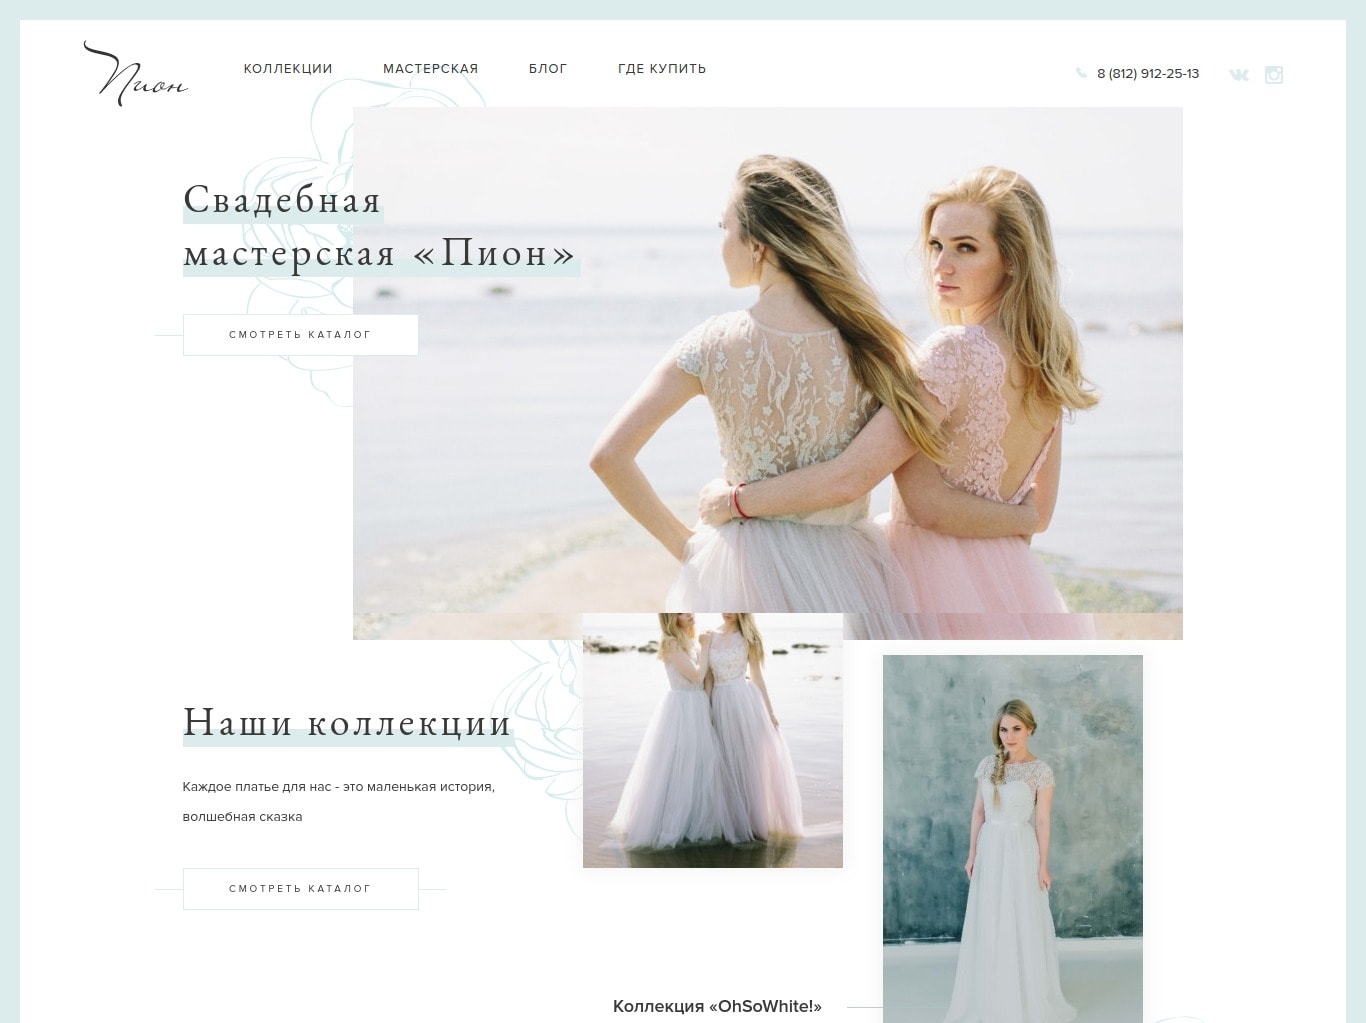 Пион
КОЛЛЕКЦИИ
МАСТЕРСКАЯ
БЛОГ
ГДЕ КУПИТЬ
8 (812) 912-25-13
Свадебная
мастерская «Пион»
СМОТРЕТЬ КАТАЛОГ
Наши коллекции
Каждое платье для нас - это маленькая история,
волшебная сказка
СМОТРЕТЬ КАТАЛОГ
Коллекция «OhSoWhite!»